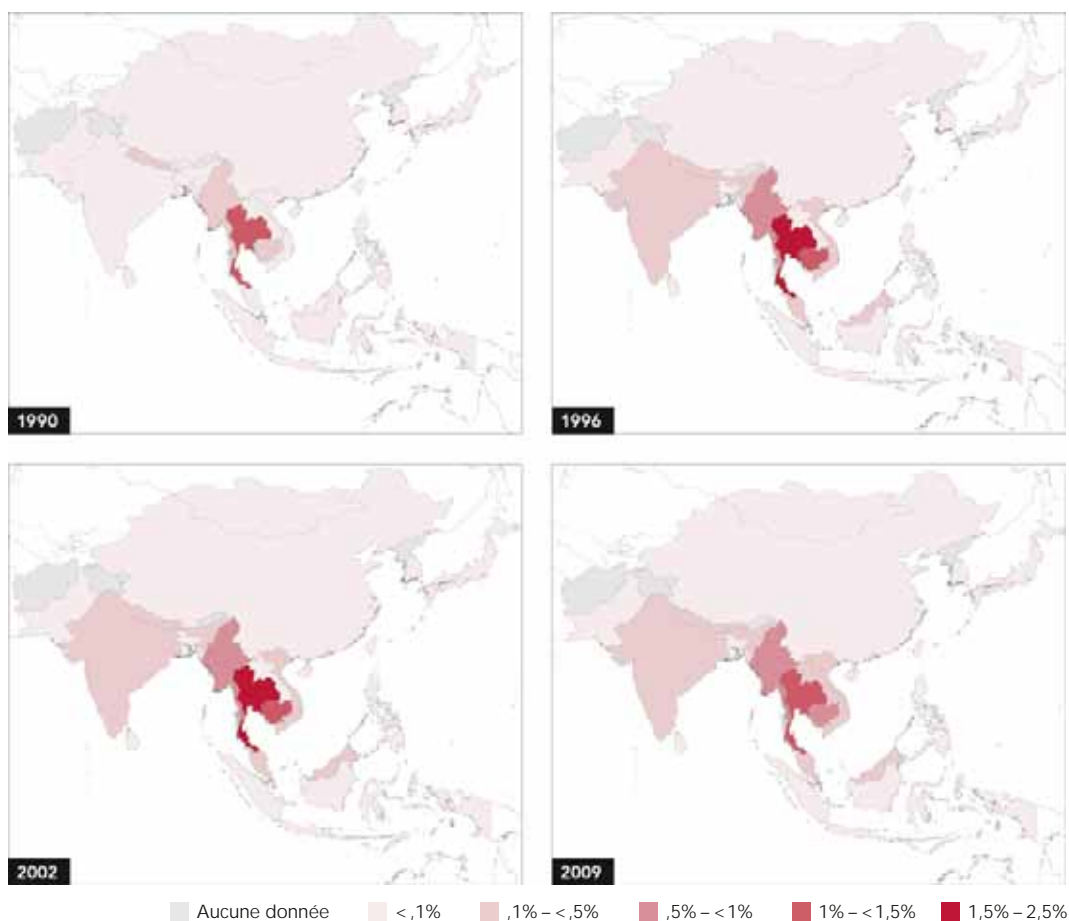 1990
1996
2002
2009
Aucune donnée < ,1% ,1% – < ,5% ,5% – < 1% 1% – < 1,5% 1,5% – 2,5%